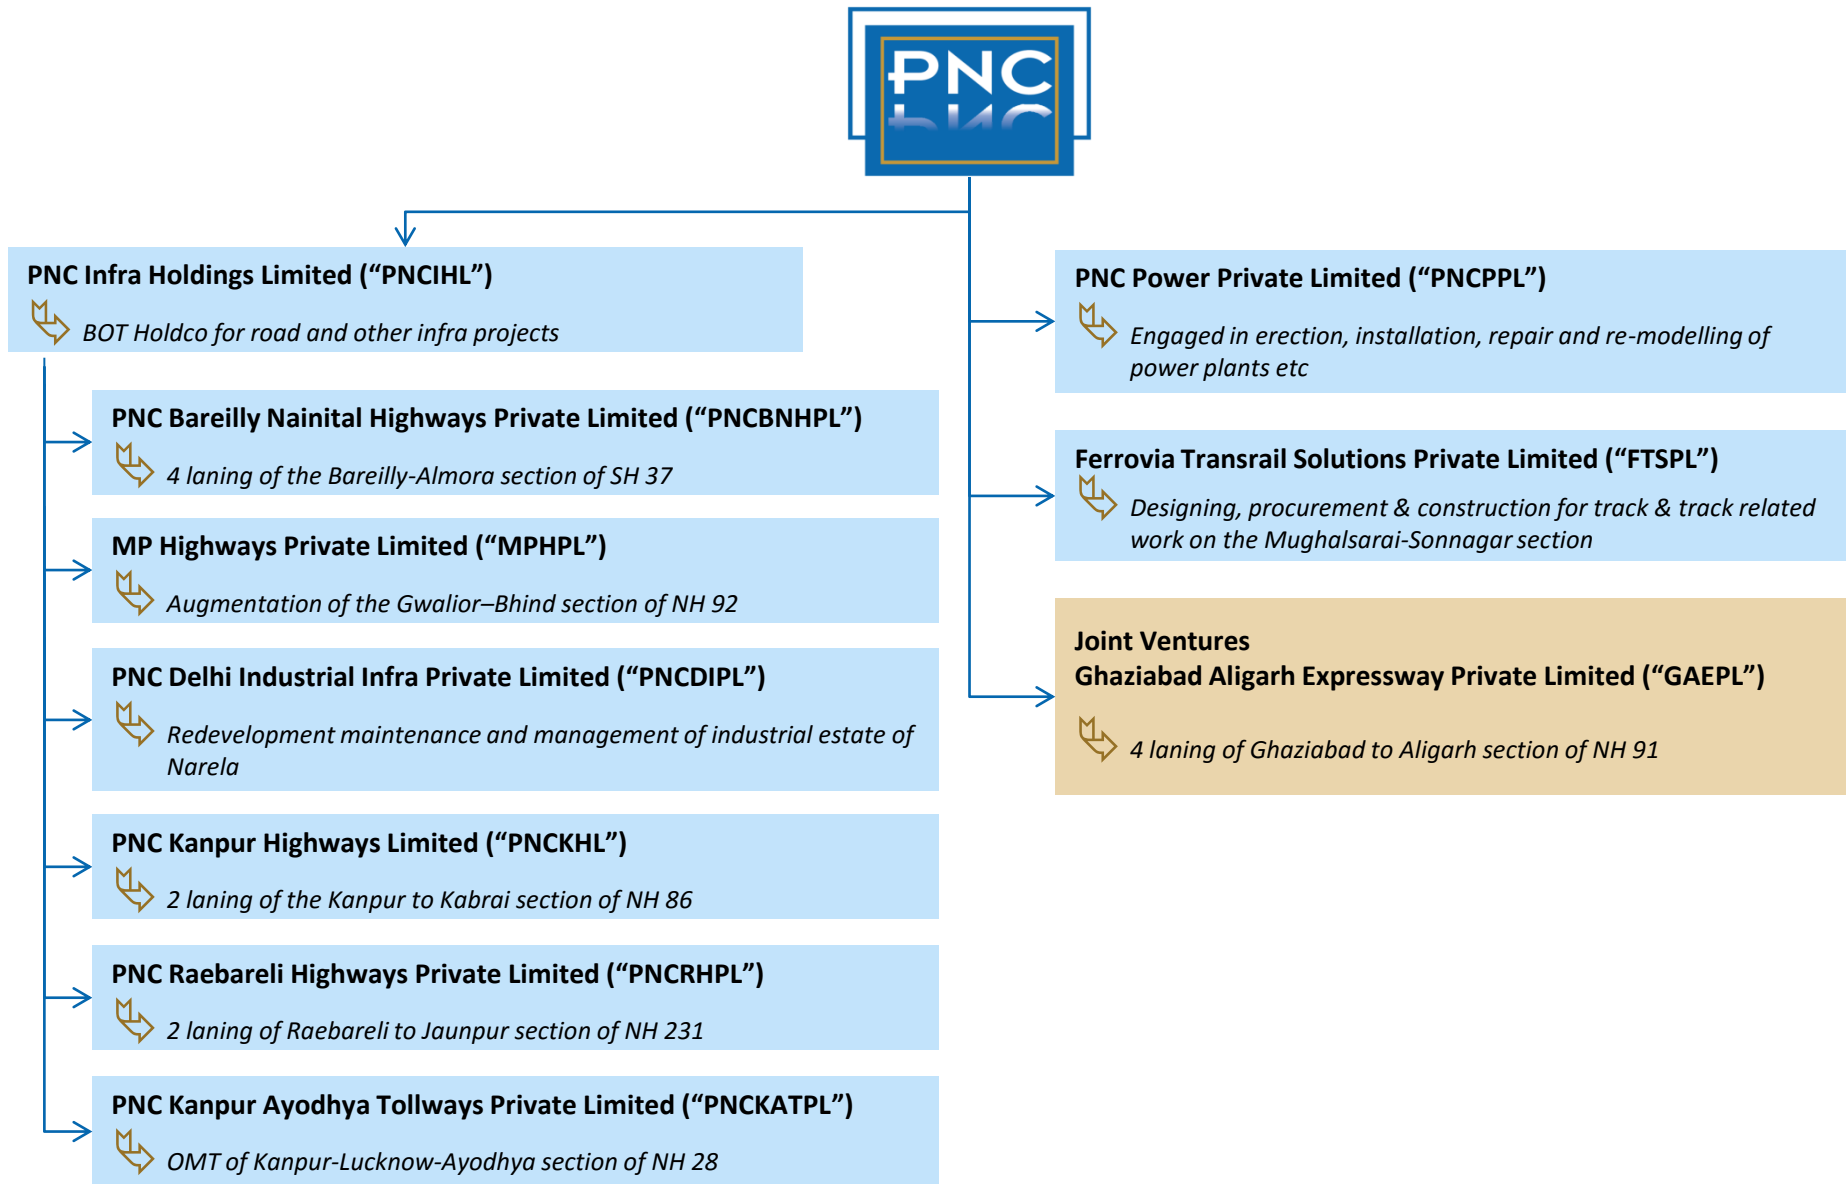 PNC
PNC Infra Holdings Limited (“PNCIHL”)
BOT Holdco for road and other infra projects
PNC Bareilly Nainital Highways Private Limited (“PNCBNHPL”)
4 laning of the Bareilly-Almora section of SH 37
MP Highways Private Limited (“MPHPL”)
Augmentation of the Gwalior–Bhind section of NH 92
PNC Delhi Industrial Infra Private Limited (“PNCDIPL”)
Redevelopment maintenance and management of industrial estate of
Narela
PNC Kanpur Highways Limited (“PNCKHL”)
2 laning of the Kanpur to Kabrai section of NH 86
PNC Raebareli Highways Private Limited (“PNCRHPL”)
2 laning of Raebareli to Jaunpur section of NH 231
PNC Kanpur Ayodhya Tollways Private Limited (“PNCKATPL”)
OMT of Kanpur-Lucknow-Ayodhya section of NH 28
PNC Power Private Limited (“PNCPPL”)
Engaged in erection, installation, repair and re-modelling of
power plants etc
Ferrovia Transrail Solutions Private Limited (“FTSPL”)
Designing, procurement & construction for track & track related
work on the Mughalsarai-Sonnagar section
Joint Ventures
Ghaziabad Aligarh Expressway Private Limited (“GAEPL”)
4 laning of Ghaziabad to Aligarh section of NH 91